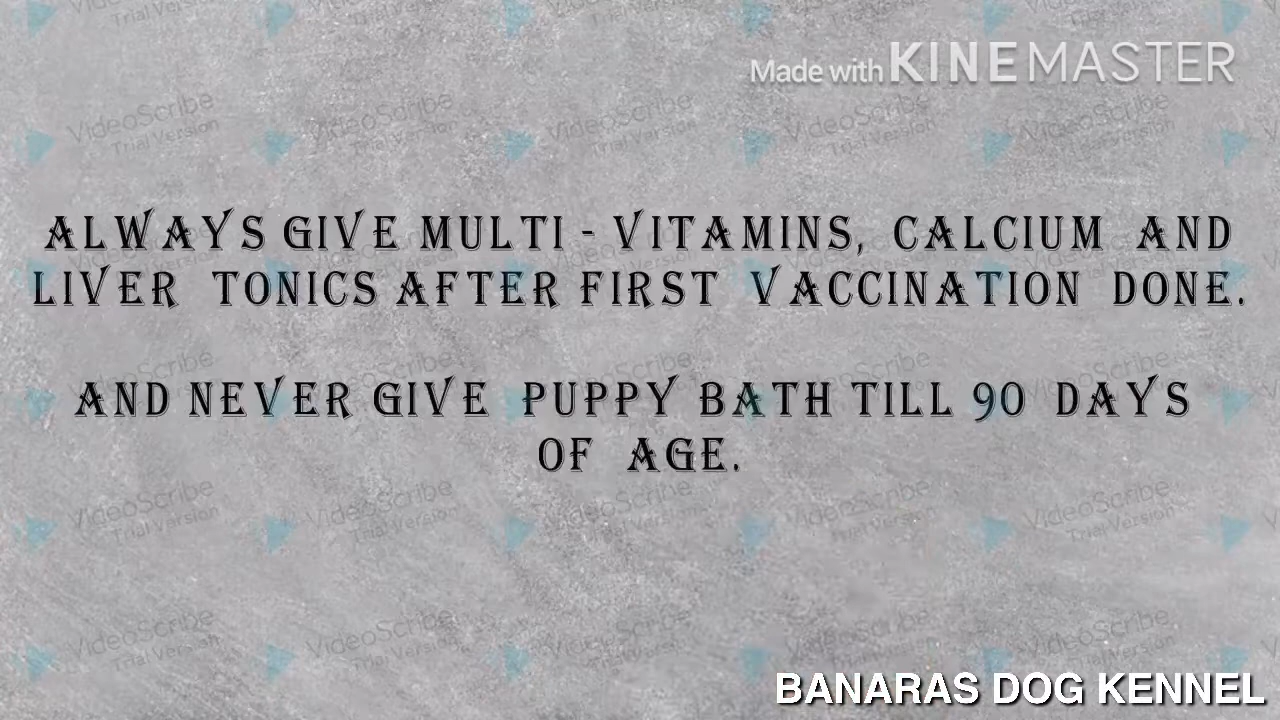 Made with KINEMASTER
ALWAYS GIVE MULTI - VITAMINS, CALCIUM AND
LIVER TONICS AFTER FIRST VACCINATION DONE.
AND NEVER GIVE PUPPY BATH TILL 90 DAYS
OF AGE.
VideoScribe
Trial Version
BANARAS DOG KENNEL